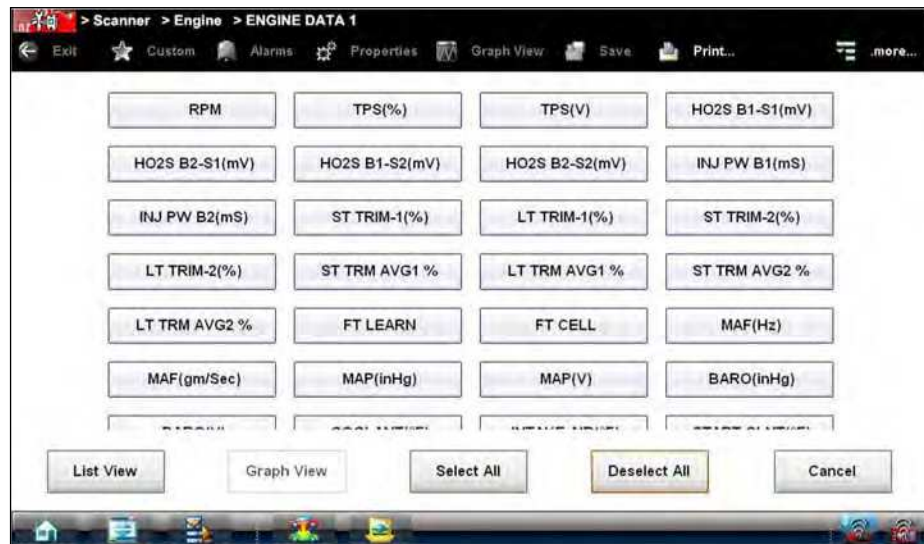 > Scanner > Engine > ENGINE DATA 1
Exit Custom Alarms Properties Graph View Save Print... .more...
RPM TPS(%) TPS(V) HO2S B1-S1(mV)
HO2S B2-S1(mV) HO2S B1-S2(mV) HO2S B2-S2(mV) INJ PW B1(mS)
INJ PW B2(mS) ST TRIM-1(%) LT TRIM-1(%) ST TRIM-2(%)
LT TRIM-2(%) ST TRM AVG1 % LT TRM AVG1 % ST TRM AVG2 %
LT TRM AVG2 % FT LEARN FT CELL MAF(Hz)
MAF(gm/Sec) MAP(inHg) MAP(V) BARO(inHg)
List View Graph View Select All Deselect All Cancel